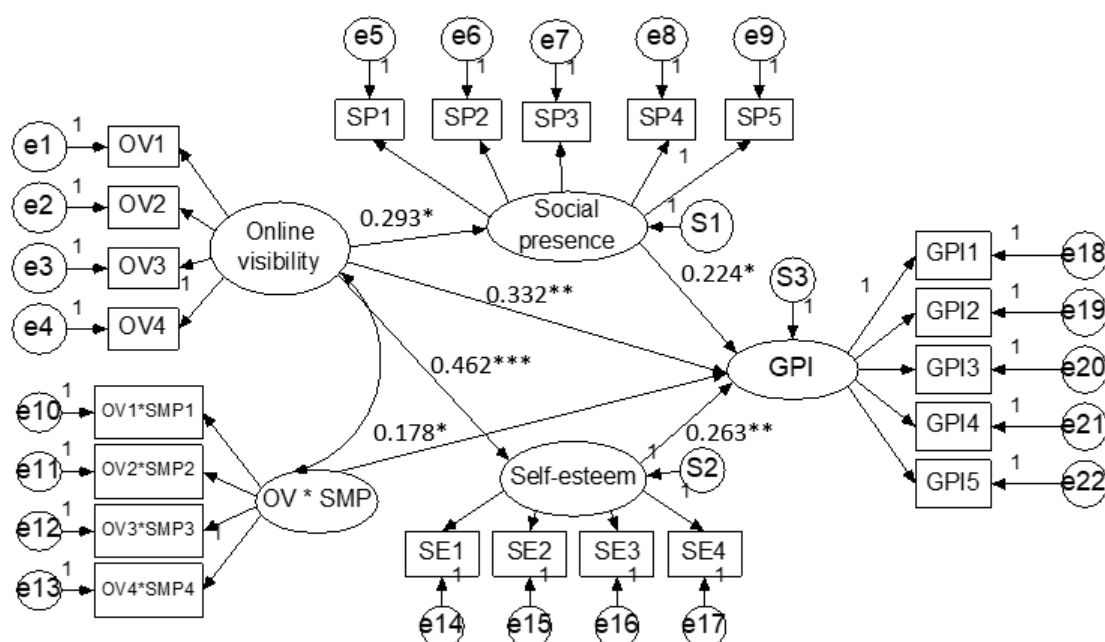 e5
e6
e7
e8
e9
1
1
1
1
1
SP1
SP2
SP3
SP4
SP5
e1
1
OV1
e2
1
OV2
e3
1
OV3
1
e4
1
OV4
Online
visibility
0.293*
Social
presence
1
1
S1
0.224*
0.332**
S3
1
0.462***
GPI
1
GPI1
1
e18
GPI2
1
e19
GPI3
1
e20
GPI4
1
e21
GPI5
1
e22
e10
1
OV1*SMP1
e11
1
OV2*SMP2
e12
1
OV3*SMP3
1
e13
1
OV4*SMP4
OV * SMP
0.178*
0.263**
Self-esteem
1
S2
1
SE1
SE2
SE3
SE4
1
1
1
1
e14
e15
e16
e17